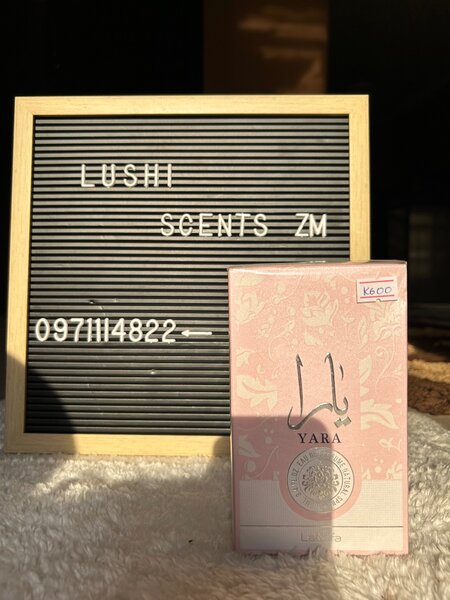 LUSHI
SCENTS ZM
0971114822←
K600
يارا
YARA
Lattafa